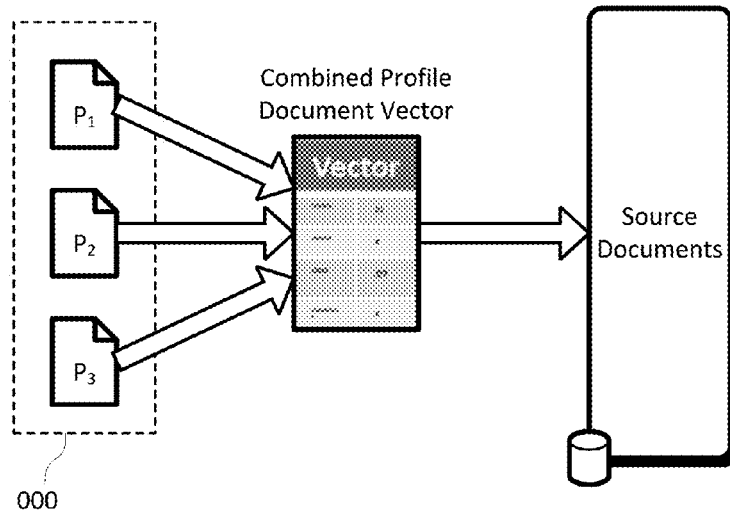 Combined Profile
Document Vector
P₁
Vector
P₂
P₃
Source
Documents
000